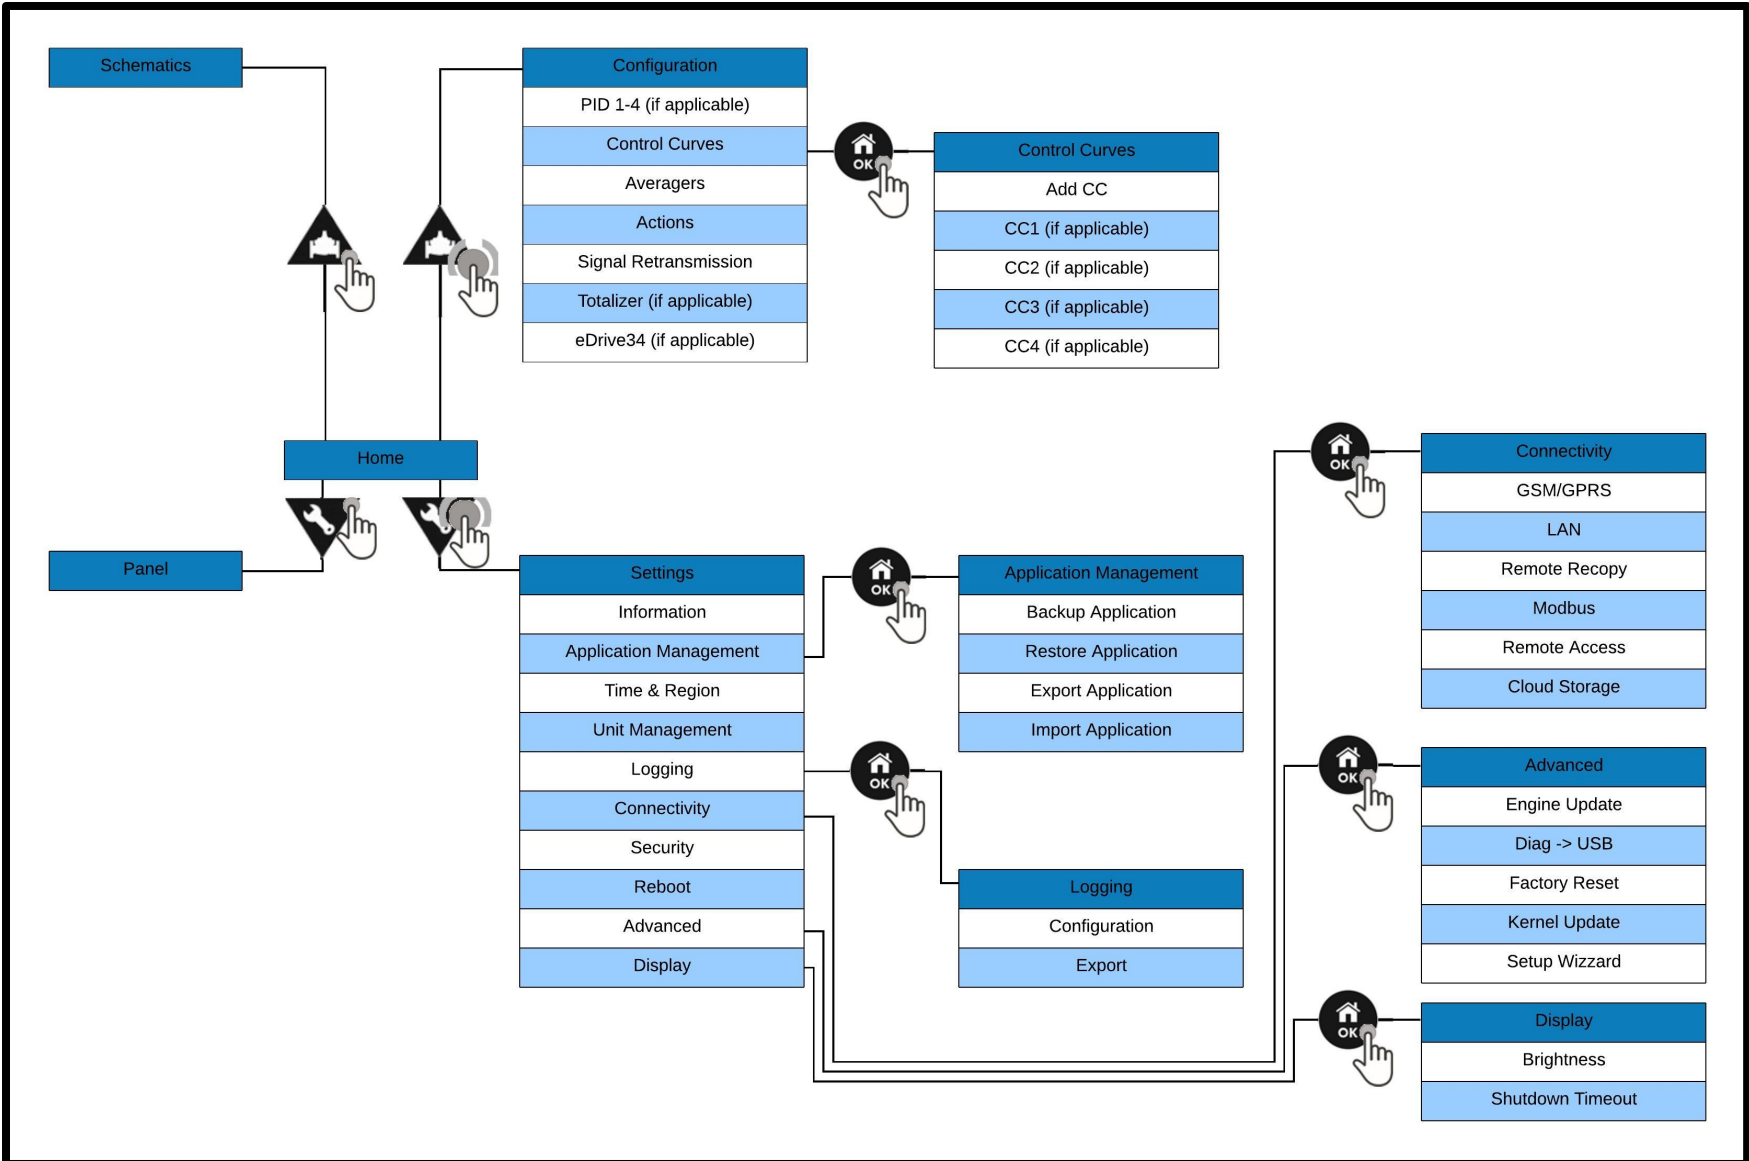 Schematics
Configuration
PID 1-4 (if applicable)
Control Curves
Averagers
Actions
Signal Retransmission
Totalizer (if applicable)
eDrive34 (if applicable)
OK
Control Curves
Add CC
CC1 (if applicable)
CC2 (if applicable)
CC3 (if applicable)
CC4 (if applicable)
Home
Panel
Settings
Information
Application Management
Time & Region
Unit Management
Logging
Connectivity
Security
Reboot
Advanced
Display
OK
Application Management
Backup Application
Restore Application
Export Application
Import Application
OK
Logging
Configuration
Export
OK
Connectivity
GSM/GPRS
LAN
Remote Recopy
Modbus
Remote Access
Cloud Storage
OK
Advanced
Engine Update
Diag -> USB
Factory Reset
Kernel Update
Setup Wizzard
OK
Display
Brightness
Shutdown Timeout